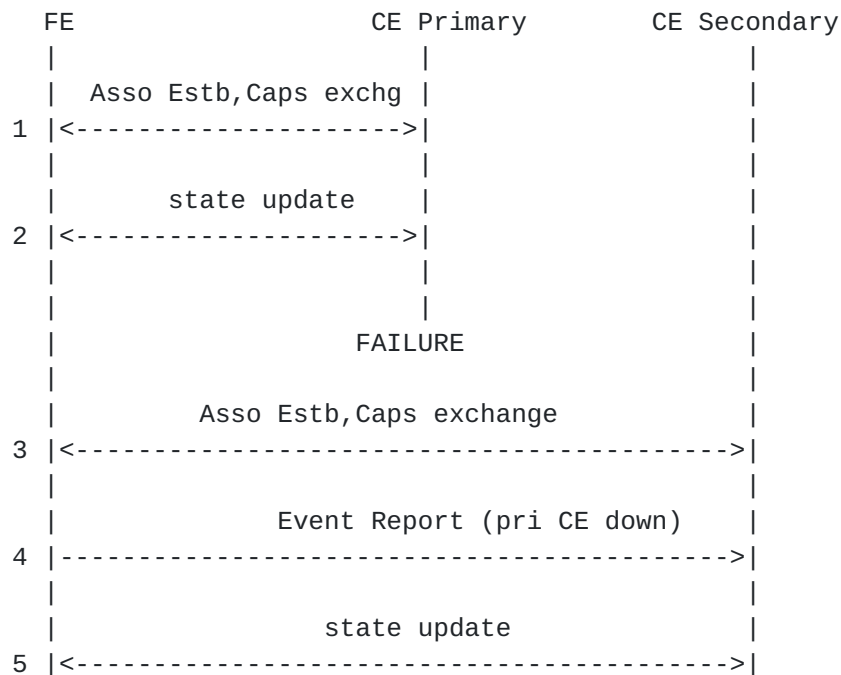 FE CE Primary CE Secondary
Asso Estb,Caps exchg
1
state update
2
FAILURE
Asso Estb,Caps exchange
3
Event Report (pri CE down)
4
state update
5